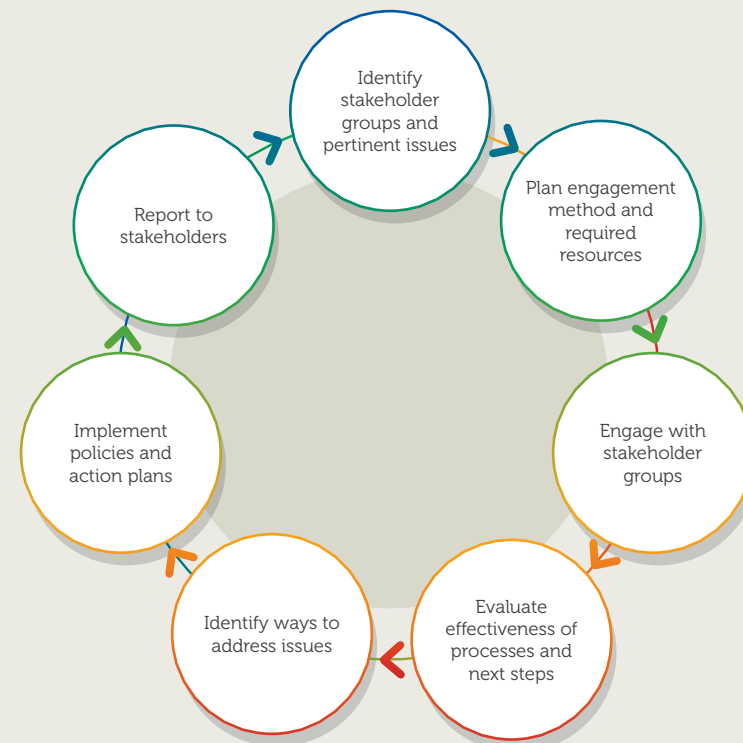 Identify
stakeholder
groups and
pertinent issues
Plan engagement
method and
required
resources
Engage with
stakeholder
groups
Evaluate
effectiveness of
processes and
next steps
Identify ways to
address issues
Implement
policies and
action plans
Report to
stakeholders